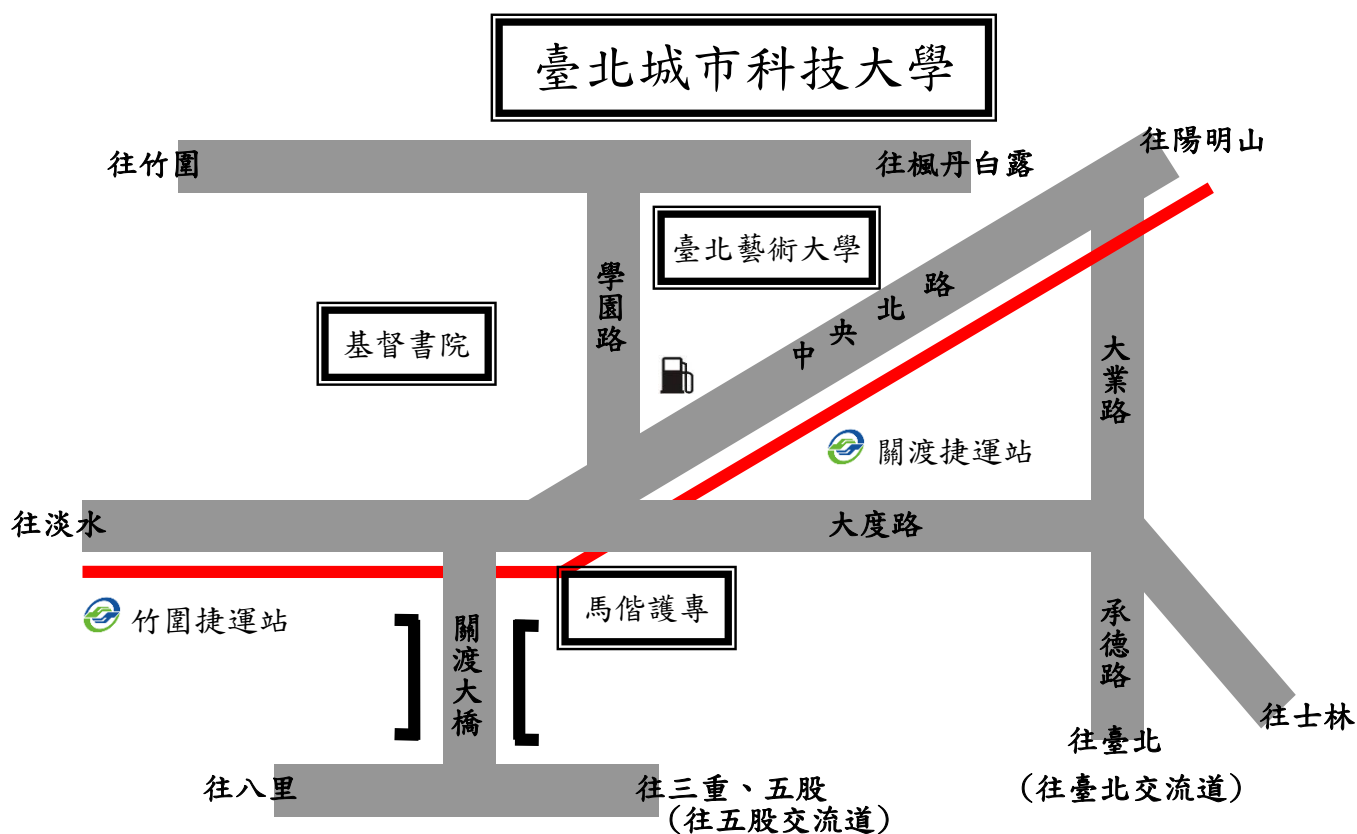 臺北城市科技大學
往竹圍
往楓丹白露
往陽明山
臺北藝術大學
學園路
中央北路
基督書院
大業路
關渡捷運站
往淡水
大度路
竹圍捷運站
關渡大橋
馬偕護專
承德路
往士林
往臺北
(往臺北交流道)
往八里
往三重、五股
(往五股交流道)